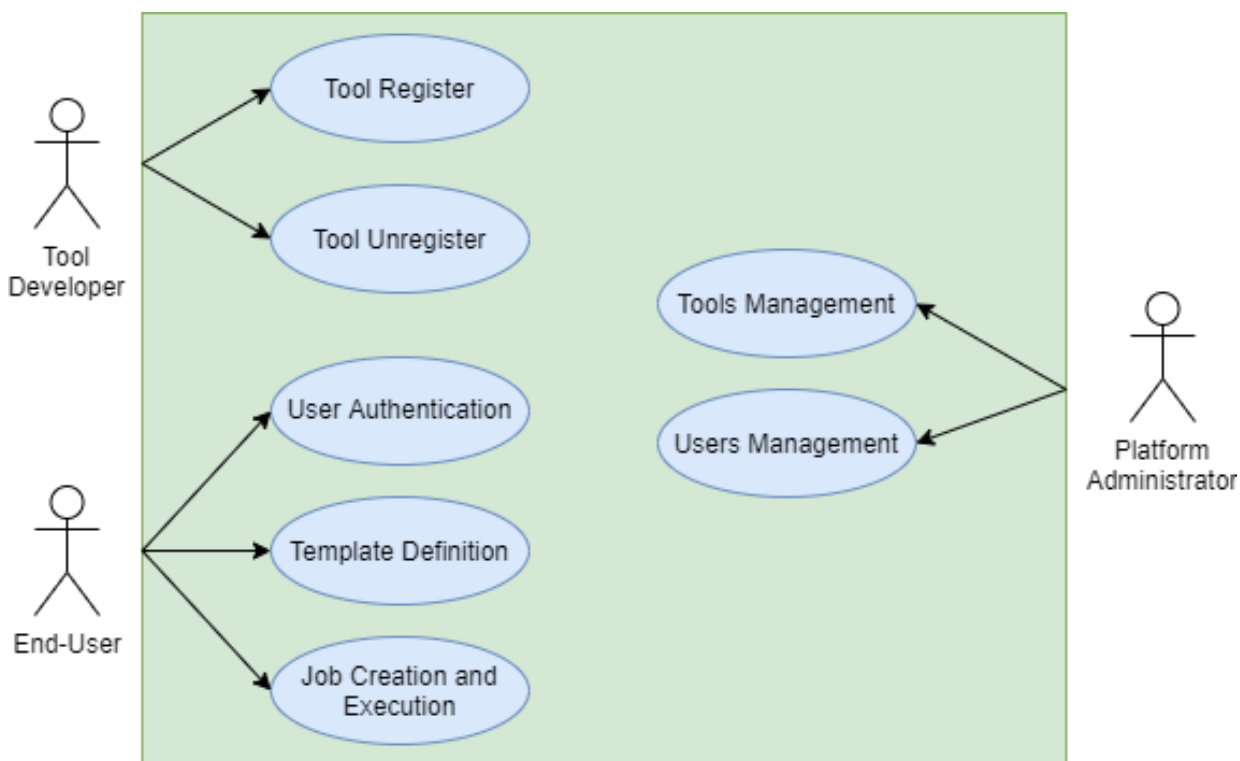 Tool Register
Tool
Developer
Tool Unregister
Tools Management
User Authentication
Users Management
Platform
Administrator
Template Definition
End-User
Job Creation and
Execution